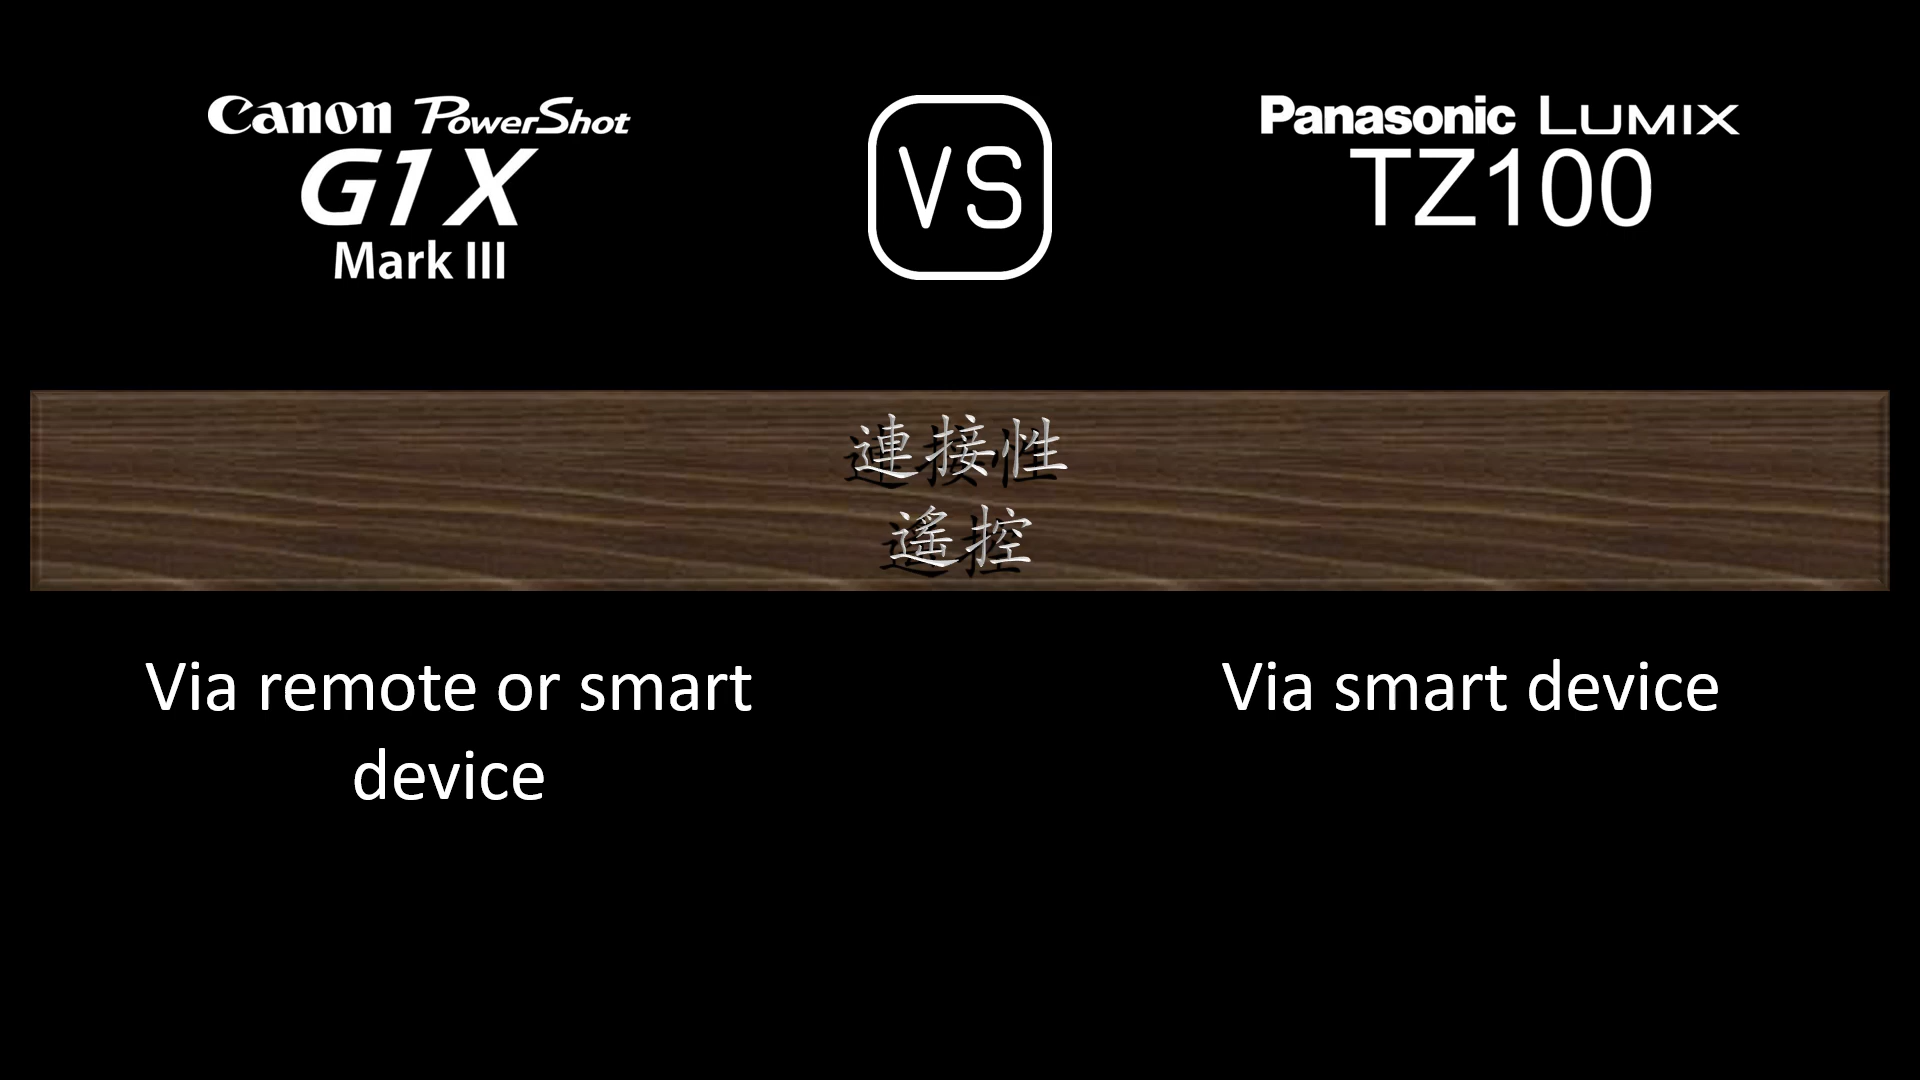 Canon PowerShot
G1 X
Mark III
VS
Panasonic LUMIX
TZ100
連接性
遙控
Via remote or smart
device
Via smart device